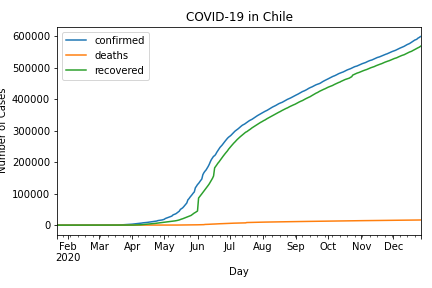 COVID-19 in Chile
confirmed
deaths
recovered
600000
500000
400000
300000
200000
100000
0
Number of Cases
Feb Mar Apr May Jun Jul Aug Sep Oct Nov Dec
2020
Day